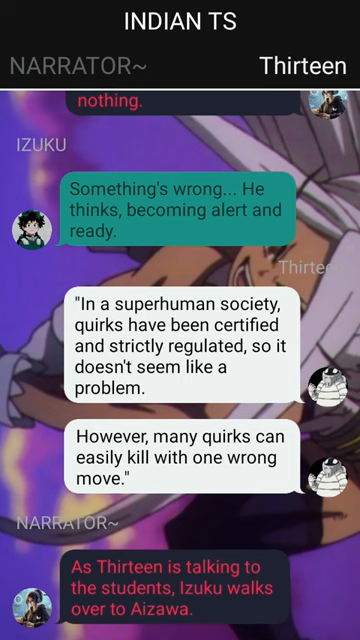 INDIAN TS
NARRATOR~ Thirteen
nothing.
IZUKU
Something's wrong... He
thinks, becoming alert and
ready.
Thirtee
"In a superhuman society,
quirks have been certified
and strictly regulated, so it
doesn't seem like a
problem.
However, many quirks can
easily kill with one wrong
move."
NARRATOR~
As Thirteen is talking to
the students, Izuku walks
over to Aizawa.